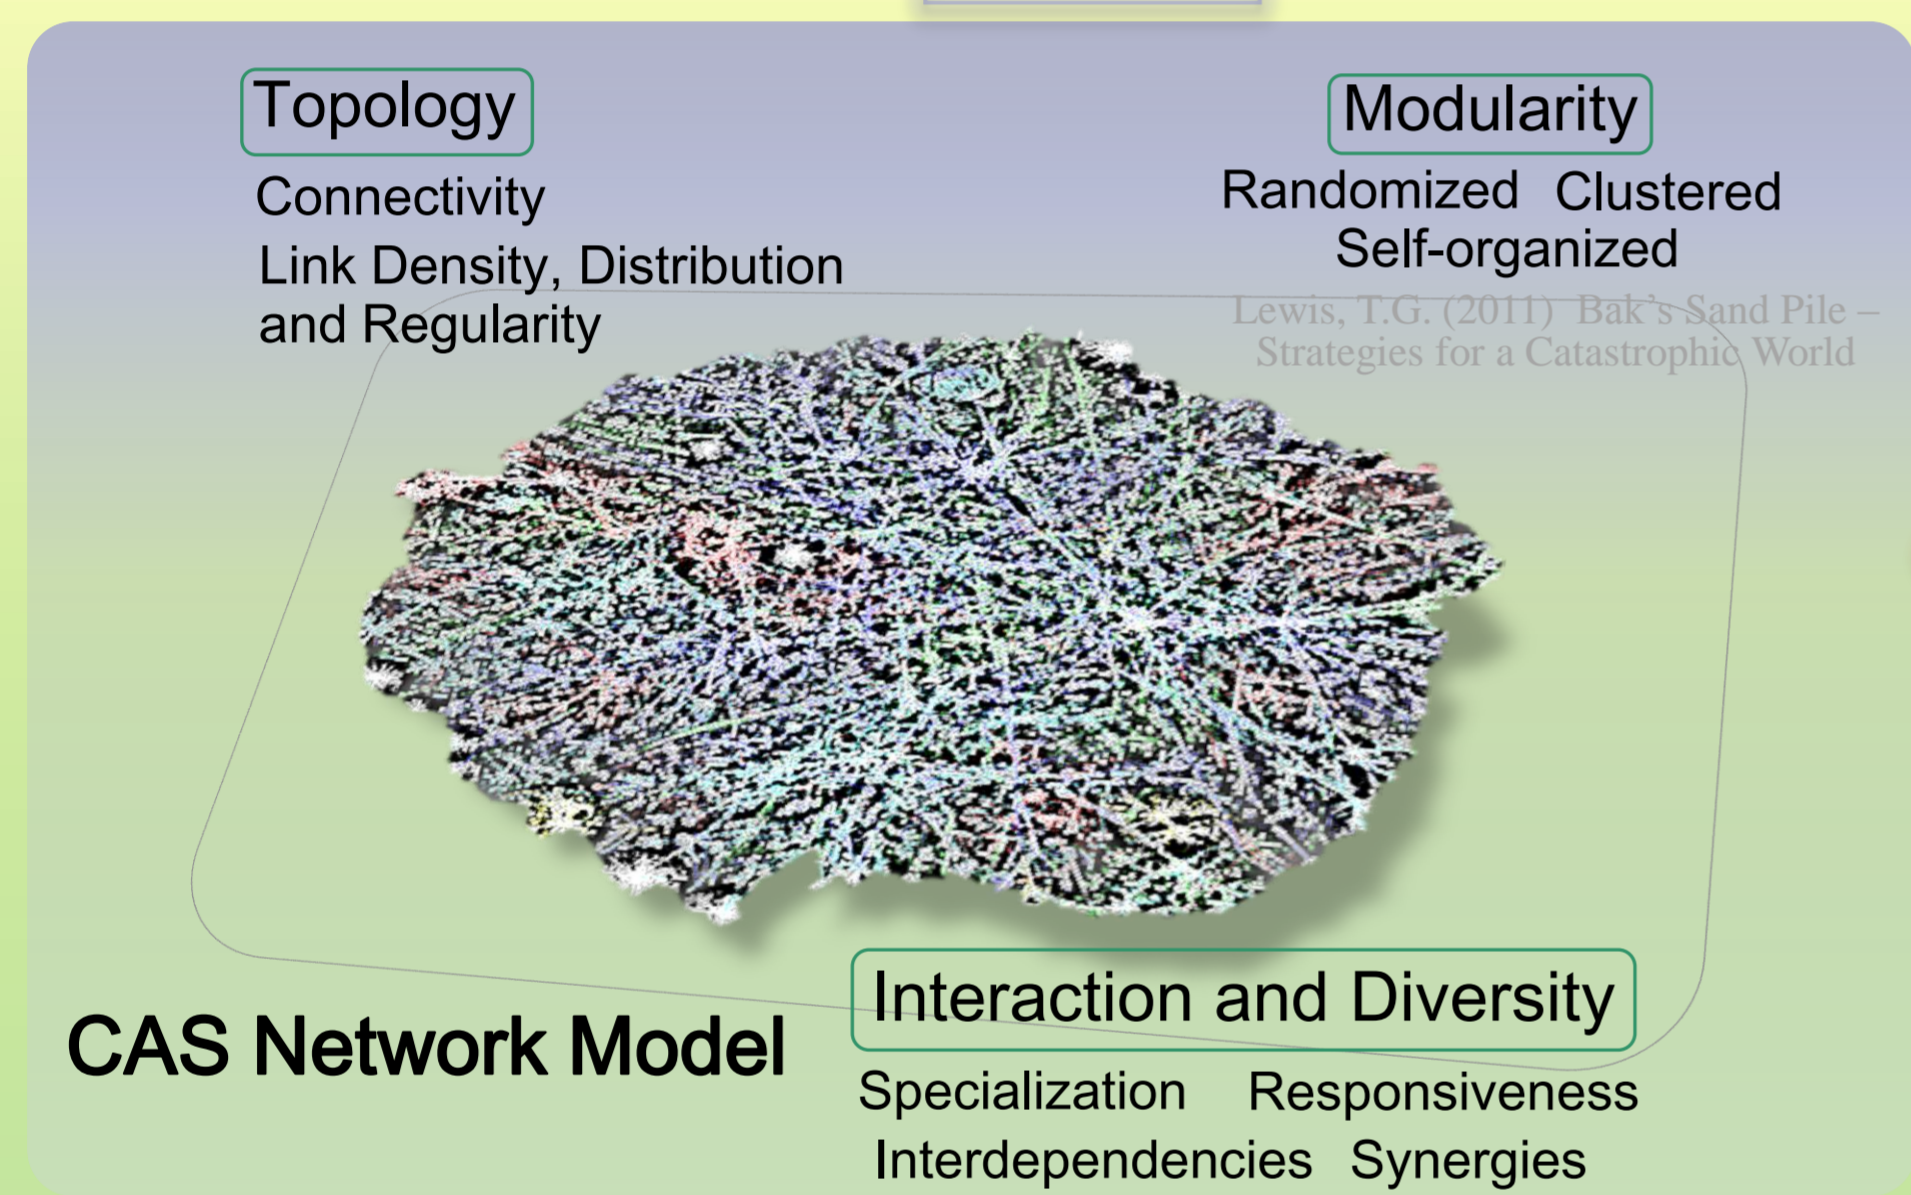 Topology
Connectivity
Link Density, Distribution
and Regularity
Modularity
Randomized Clustered
Self-organized
Lewis, T.G. (2011) Bak's Sand Pile –
Strategies for a Catastrophic World
CAS Network Model
Interaction and Diversity
Specialization Responsiveness
Interdependencies Synergies